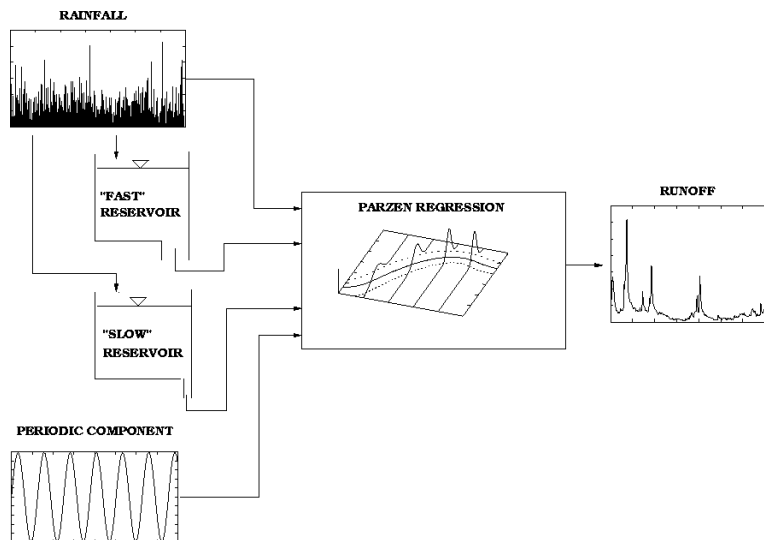 RAINFALL
"FAST"
RESERVOIR
PARZEN REGRESSION
RUNOFF
"SLOW"
RESERVOIR
PERIODIC COMPONENT